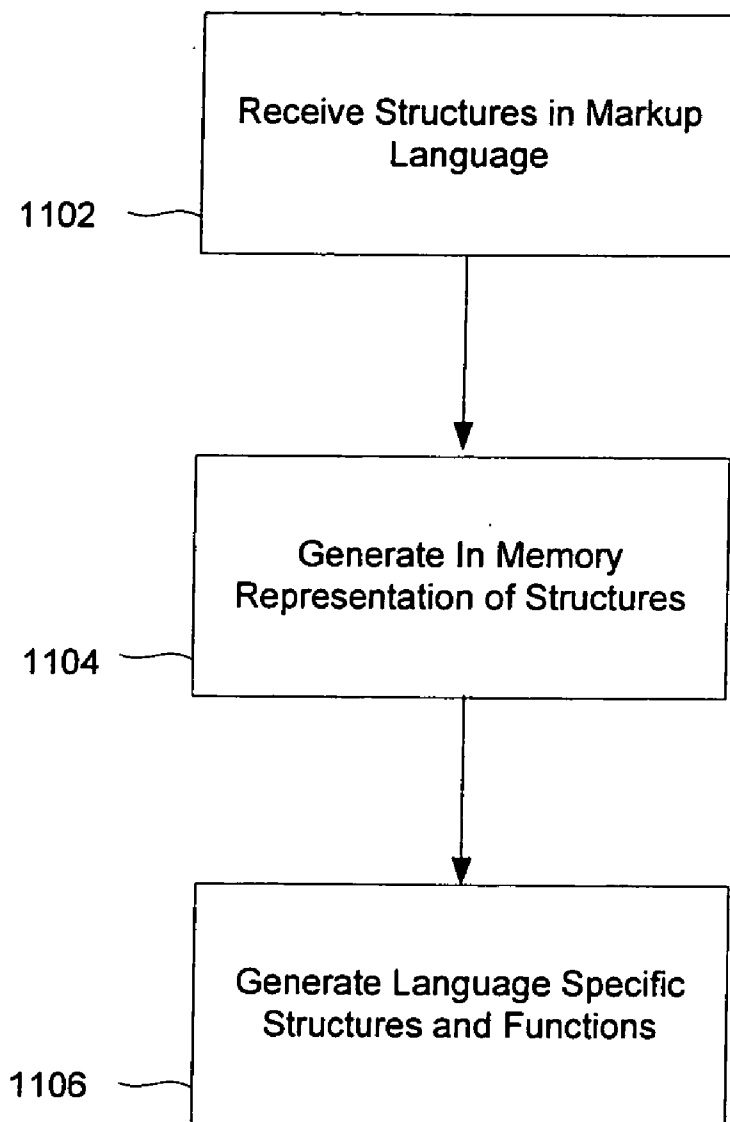 Receive Structures in Markup
Language
1102
Generate In Memory
Representation of Structures
1104
Generate Language Specific
Structures and Functions
1106